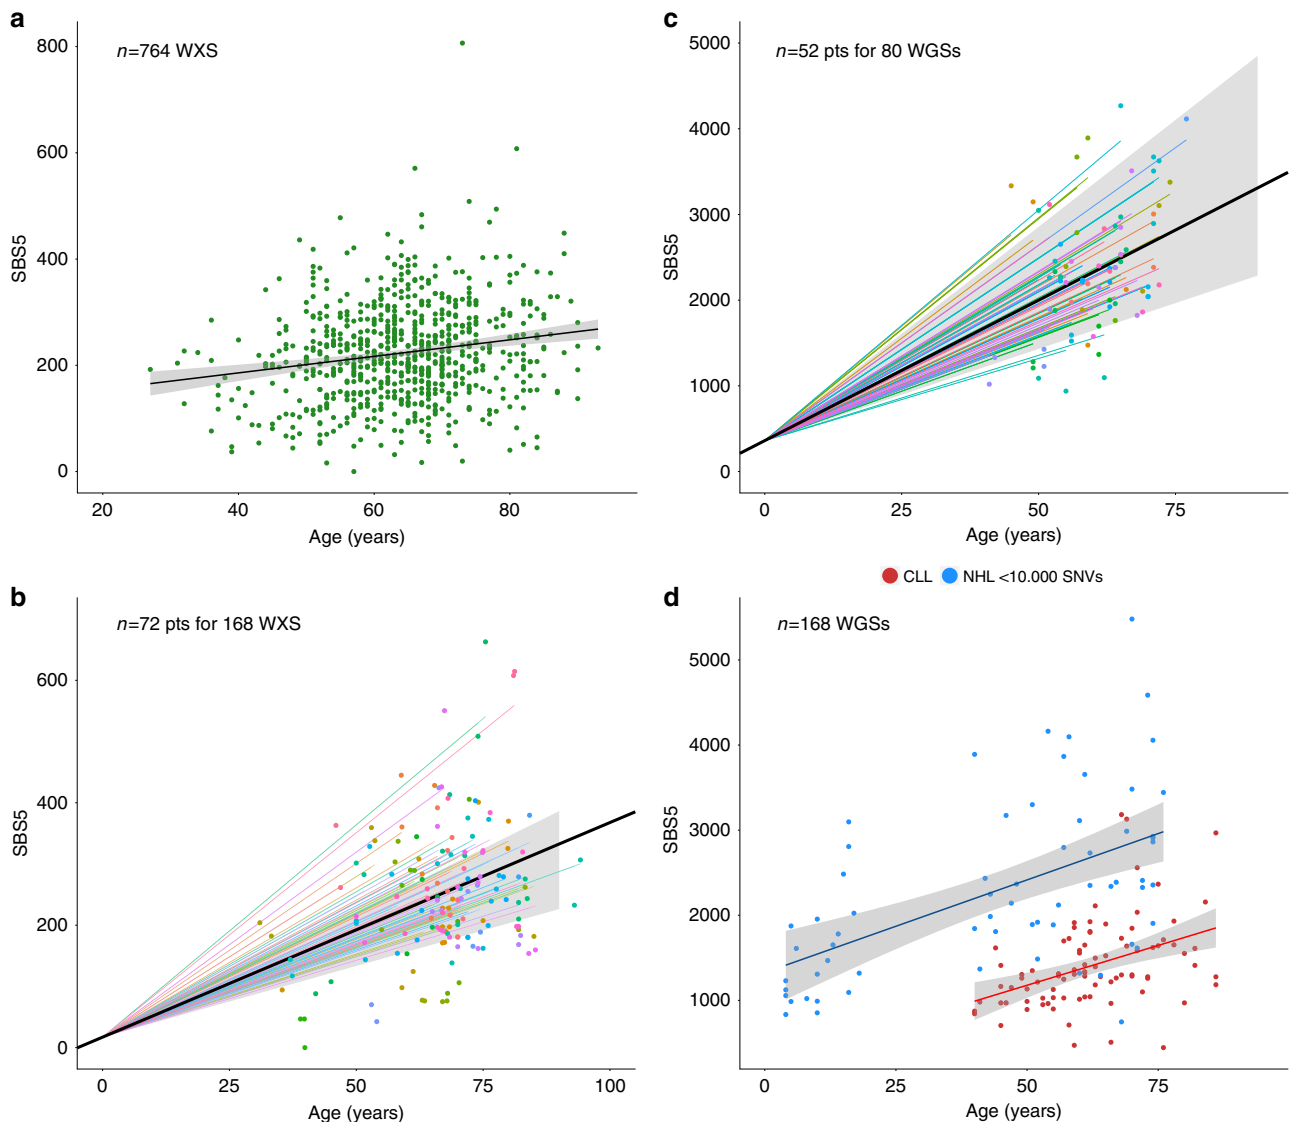 a
n=764 WXS
800
600
400
200
0
SBS5
20 40 60 80
Age (years)
c
n=52 pts for 80 WGSs
5000
4000
3000
2000
1000
0
SBS5
0 25 50 75
Age (years)
b
n=72 pts for 168 WXS
600
400
200
0
SBS5
0 25 50 75 100
Age (years)
CLL NHL <10.000 SNVs
d
n=168 WGSs
5000
4000
3000
2000
1000
SBS5
0 25 50 75
Age (years)